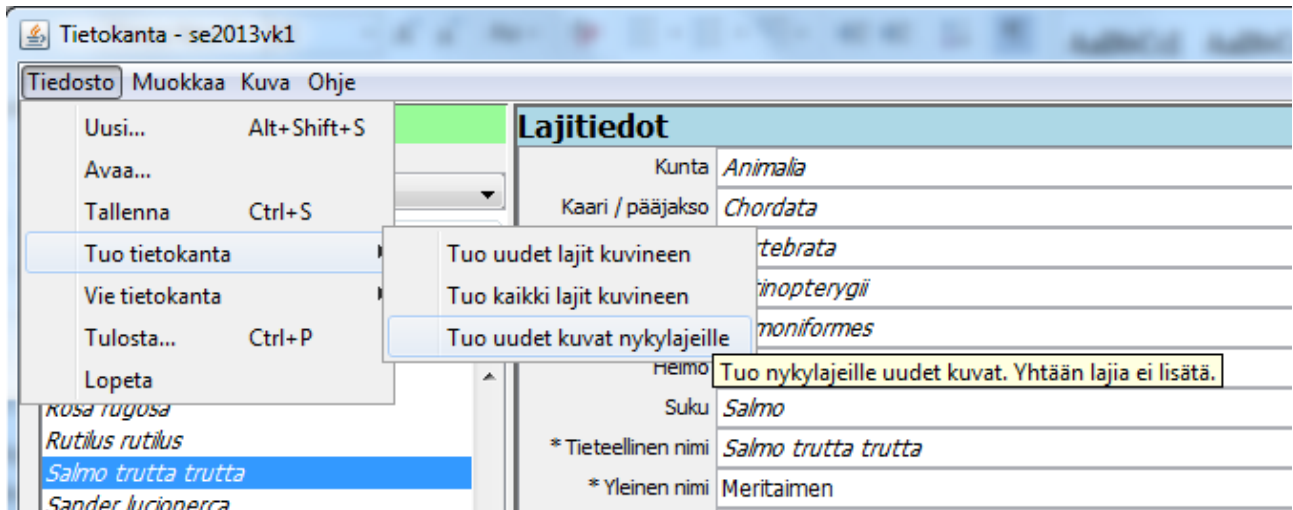 Tietokanta - se2013vk1
Tiedosto Muokkaa Kuva Ohje
Uusi... Alt+Shift+S
Avaa...
Tallenna Ctrl+S
Tuo tietokanta
Vie tietokanta
Tulosta... Ctrl+P
Lopeta
Tuo uudet lajit kuvineen
Tuo kaikki lajit kuvineen
Tuo uudet kuvat nykylajeille
Tuo nykylajeille uudet kuvat. Yhtään lajia ei lisätä.
Rosa rugosa
Rutilus rutilus
Salmo trutta trutta
Sander lucioperca
Lajitiedot
Kunta Animalia
Kaari / pääjakso Chordata
tebrata
inopterygii
moniformes
Heimo
Suku Salmo
* Tieteellinen nimi Salmo trutta trutta
* Yleinen nimi Meritaimen